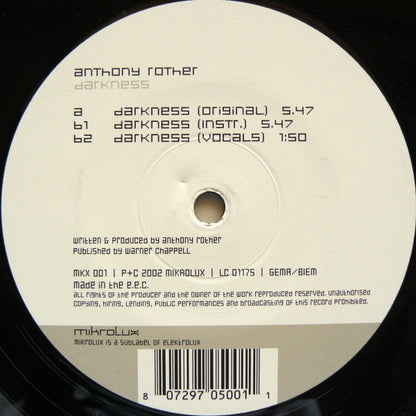 anthony rother
darkness
a darkness (original) 5.47
b1 darkness (instr.) 5.47
b2 darkness (vocals) 1:50
written & produced by anthony rother
published by warner chappell
MKX 001 | P+C 2002 MIKROLUX | LC 01175 | GEMA/BIEM
made in the e.e.c.
all rights of the producer and the owner of the work reproduced reserved. unauthorised
copying, hiring, lending, public performances and broadcasting of this record prohibited.
mikrolux
mikrolux is a sublabel of elektrolux
8 07297 05001 1